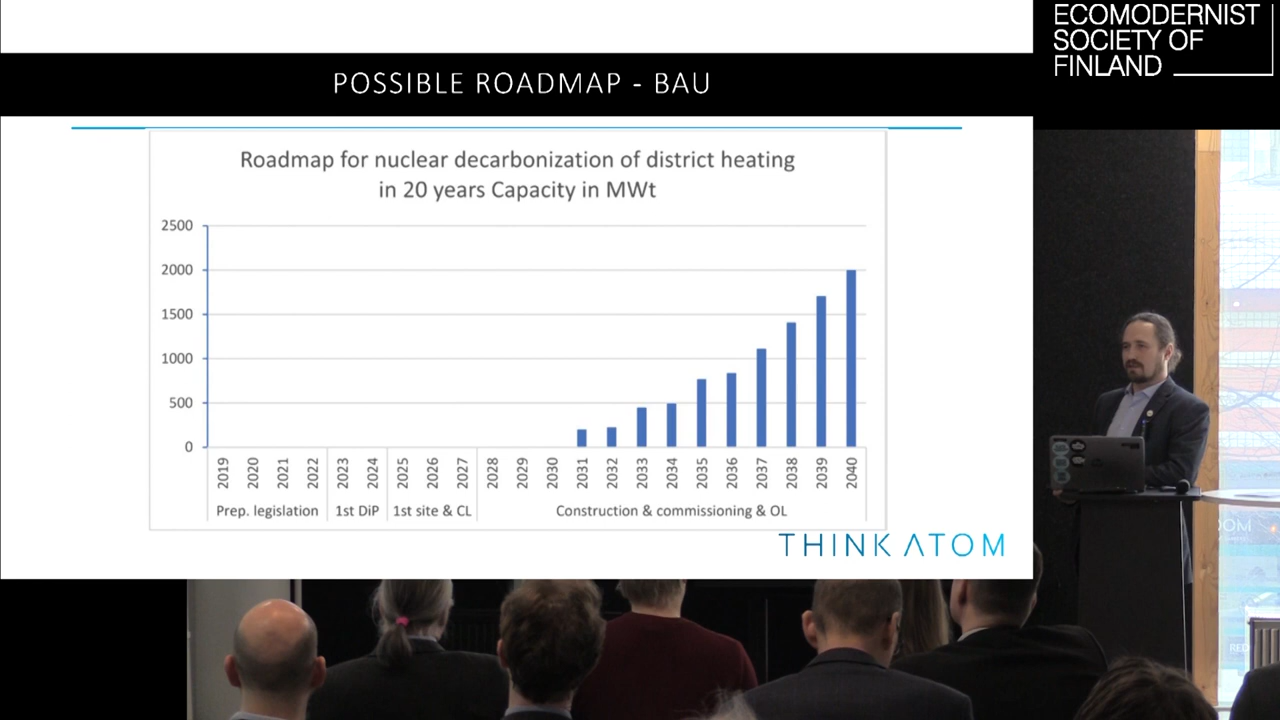 ECOMODERNIST
SOCIETY OF
FINLAND
POSSIBLE ROADMAP - BAU
Roadmap for nuclear decarbonization of district heating
in 20 years Capacity in MWt
2500
2000
1500
1000
500
0
2019 2020 2021 2022 2023 2024 2025 2026 2027 2028 2029 2030 2031 2032 2033 2034 2035 2036 2037 2038 2039 2040
Prep. legislation 1st DiP 1st site & CL Construction & commissioning & OL
THINK ATOM